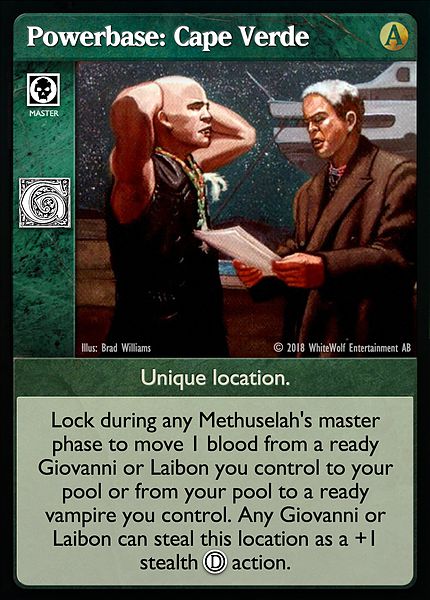 Powerbase: Cape Verde
A
MASTER
G
Illus: Brad Williams
© 2018 WhiteWolf Entertainment AB
Unique location.
Lock during any Methuselah's master
phase to move 1 blood from a ready
Giovanni or Laibon you control to your
pool or from your pool to a ready
vampire you control. Any Giovanni or
Laibon can steal this location as a +1
stealth Ⓓ action.